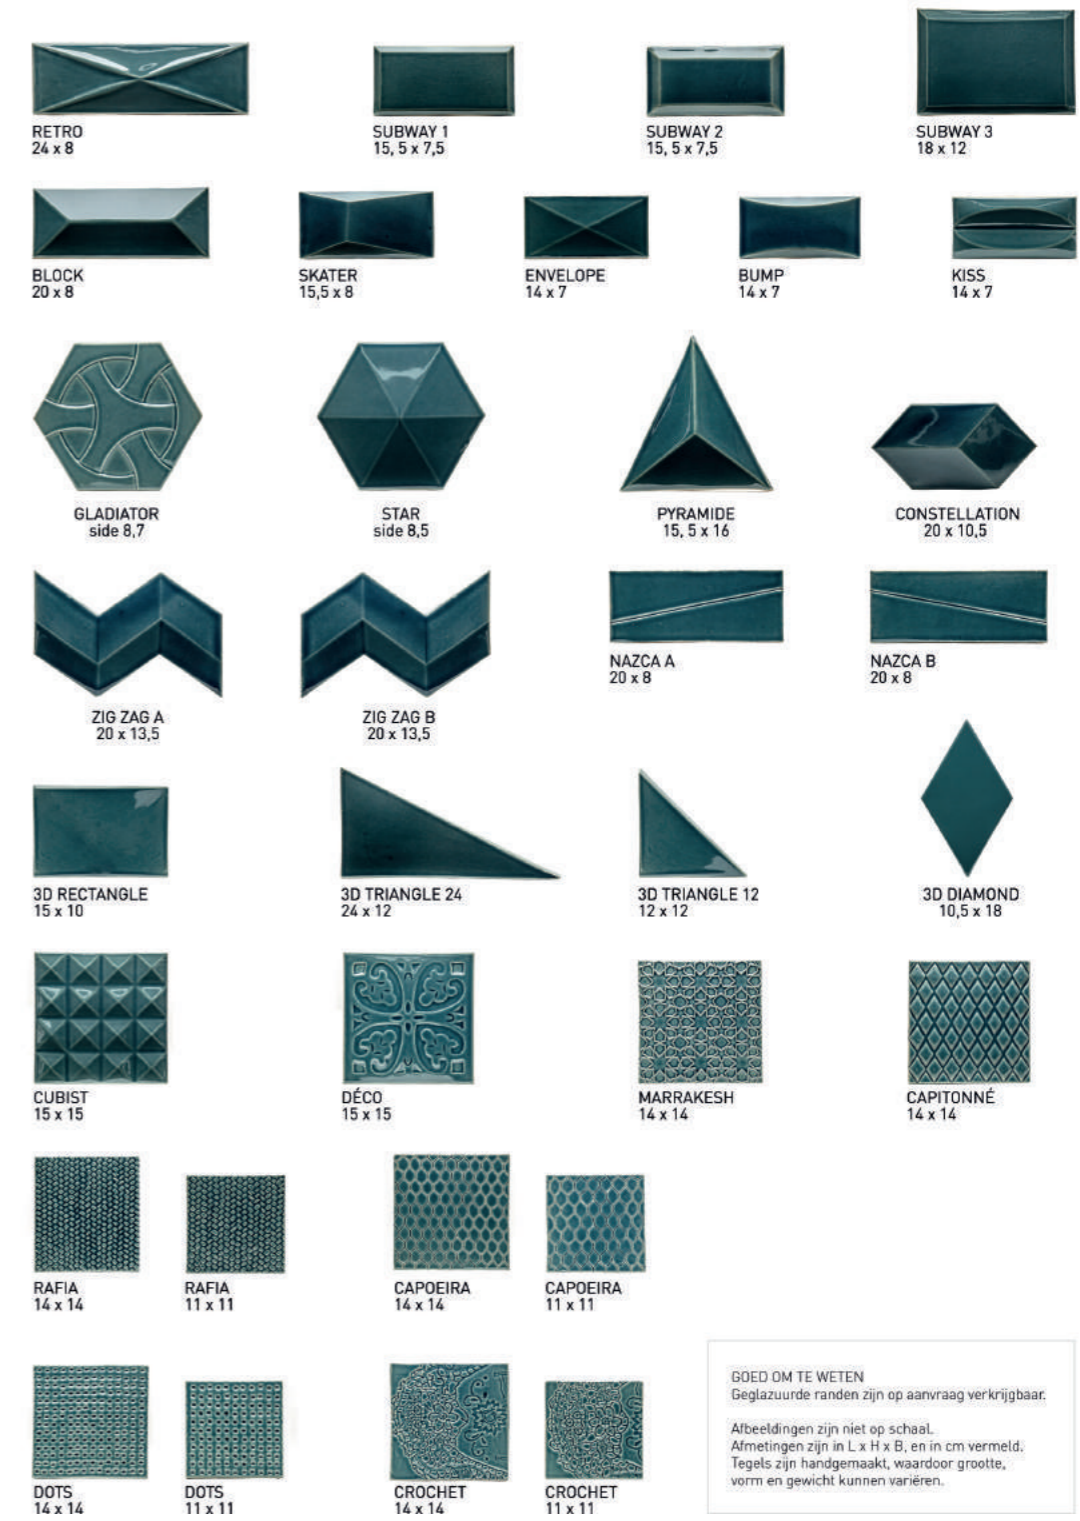 RETRO
24 x 8
SUBWAY 1
15, 5 x 7,5
SUBWAY 2
15, 5 x 7,5
SUBWAY 3
18 x 12
BLOCK
20 x 8
SKATER
15,5 x 8
ENVELOPE
14 x 7
BUMP
14 x 7
KISS
14 x 7
GLADIATOR
side 8,7
STAR
side 8,5
PYRAMIDE
15, 5 x 16
CONSTELLATION
20 x 10,5
ZIG ZAG A
20 x 13,5
ZIG ZAG B
20 x 13,5
NAZCA A
20 x 8
NAZCA B
20 x 8
3D RECTANGLE
15 x 10
3D TRIANGLE 24
24 x 12
3D TRIANGLE 12
12 x 12
3D DIAMOND
10,5 x 18
CUBIST
15 x 15
DÉCO
15 x 15
MARRAKESH
14 x 14
CAPITONNÉ
14 x 14
RAFIA
14 x 14
RAFIA
11 x 11
CAPOEIRA
14 x 14
CAPOEIRA
11 x 11
DOTS
14 x 14
DOTS
11 x 11
CROCHET
14 x 14
CROCHET
11 x 11
GOED OM TE WETEN
Geglazuurde randen zijn op aanvraag verkrijgbaar.
Afbeeldingen zijn niet op schaal.
Afmetingen zijn in L x H x B, en in cm vermeld.
Tegels zijn handgemaakt, waardoor grootte,
vorm en gewicht kunnen variëren.